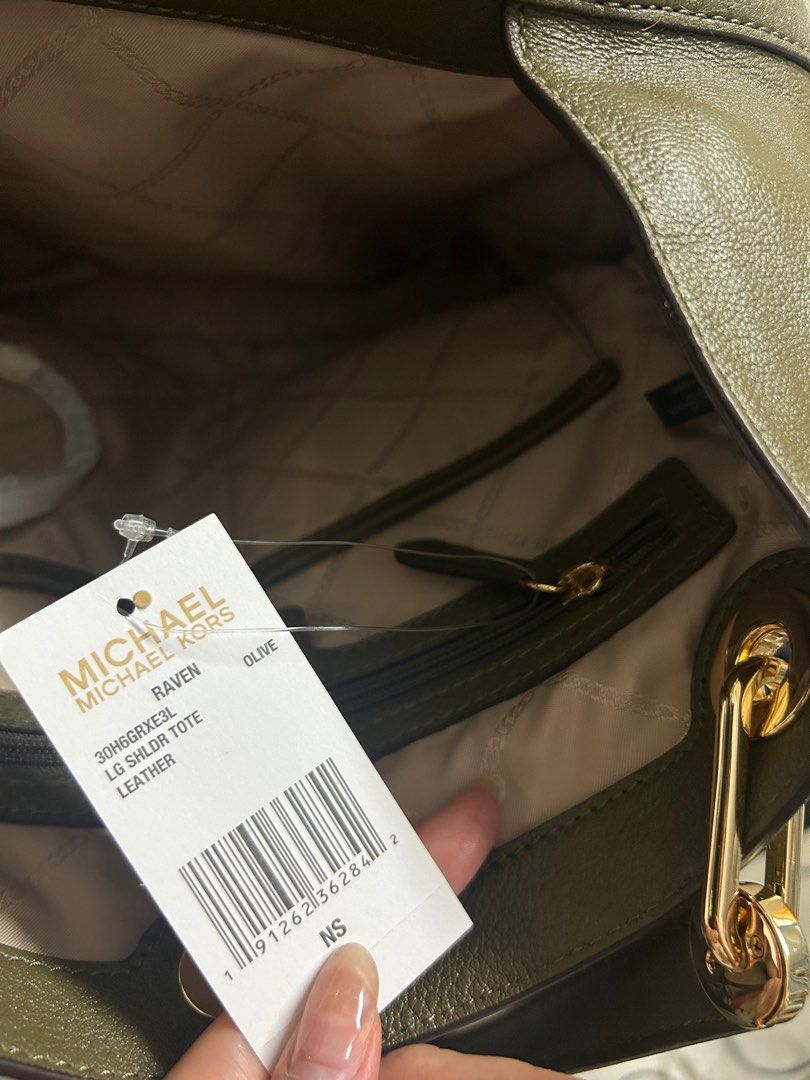 MICHAEL
MICHAEL KORS
RAVEN OLIVE
30H6GRXE3L
LG SHLDR TOTE
LEATHER
1 91262 36284 2
NS